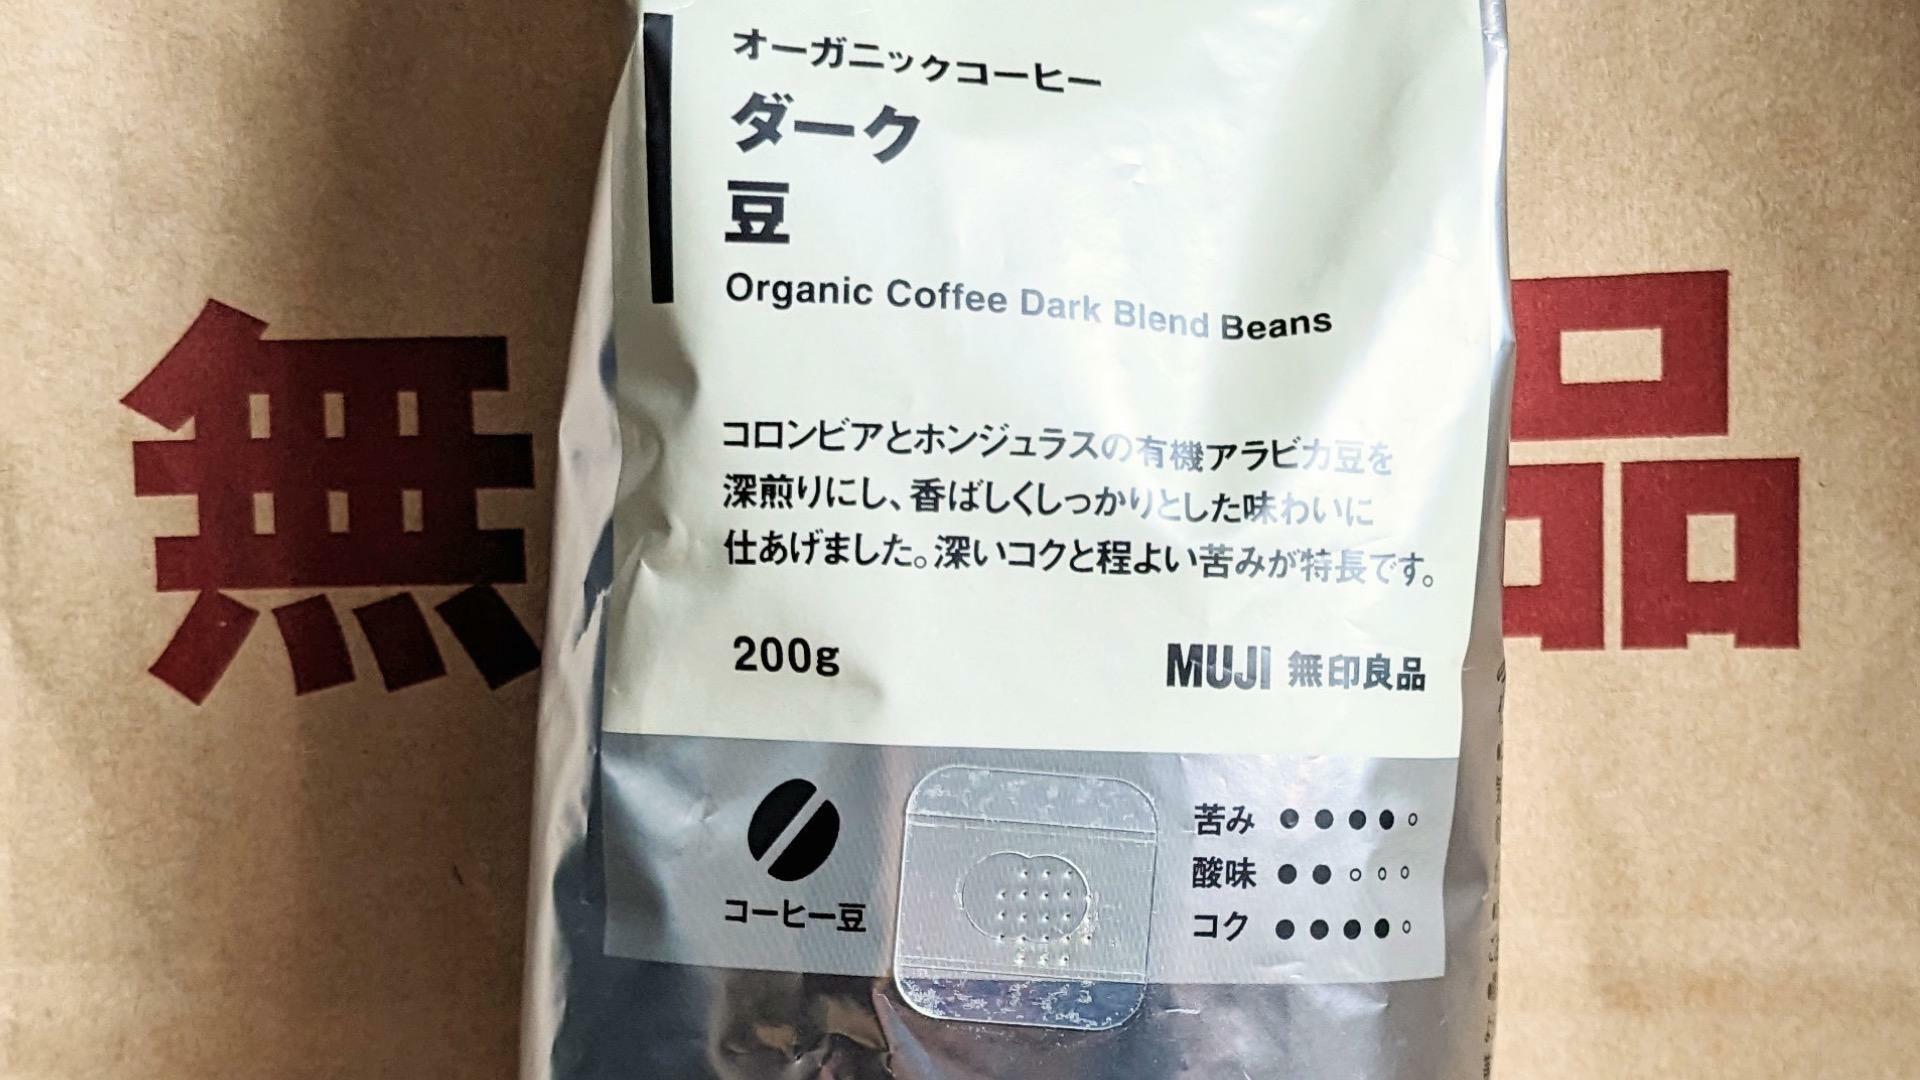 オーガニックコーヒー
ダーク
豆
Organic Coffee Dark Blend Beans
コロンビアとホンジュラスの有機アラビカ豆を
深煎りにし、香ばしくしっかりとした味わいに
仕あげました。深いコクと程よい苦みが特長です。
200g
MUJI 無印良品
コーヒー豆
苦み ●●●●○
酸味 ●●○○○
コク ●●●●○
無
品